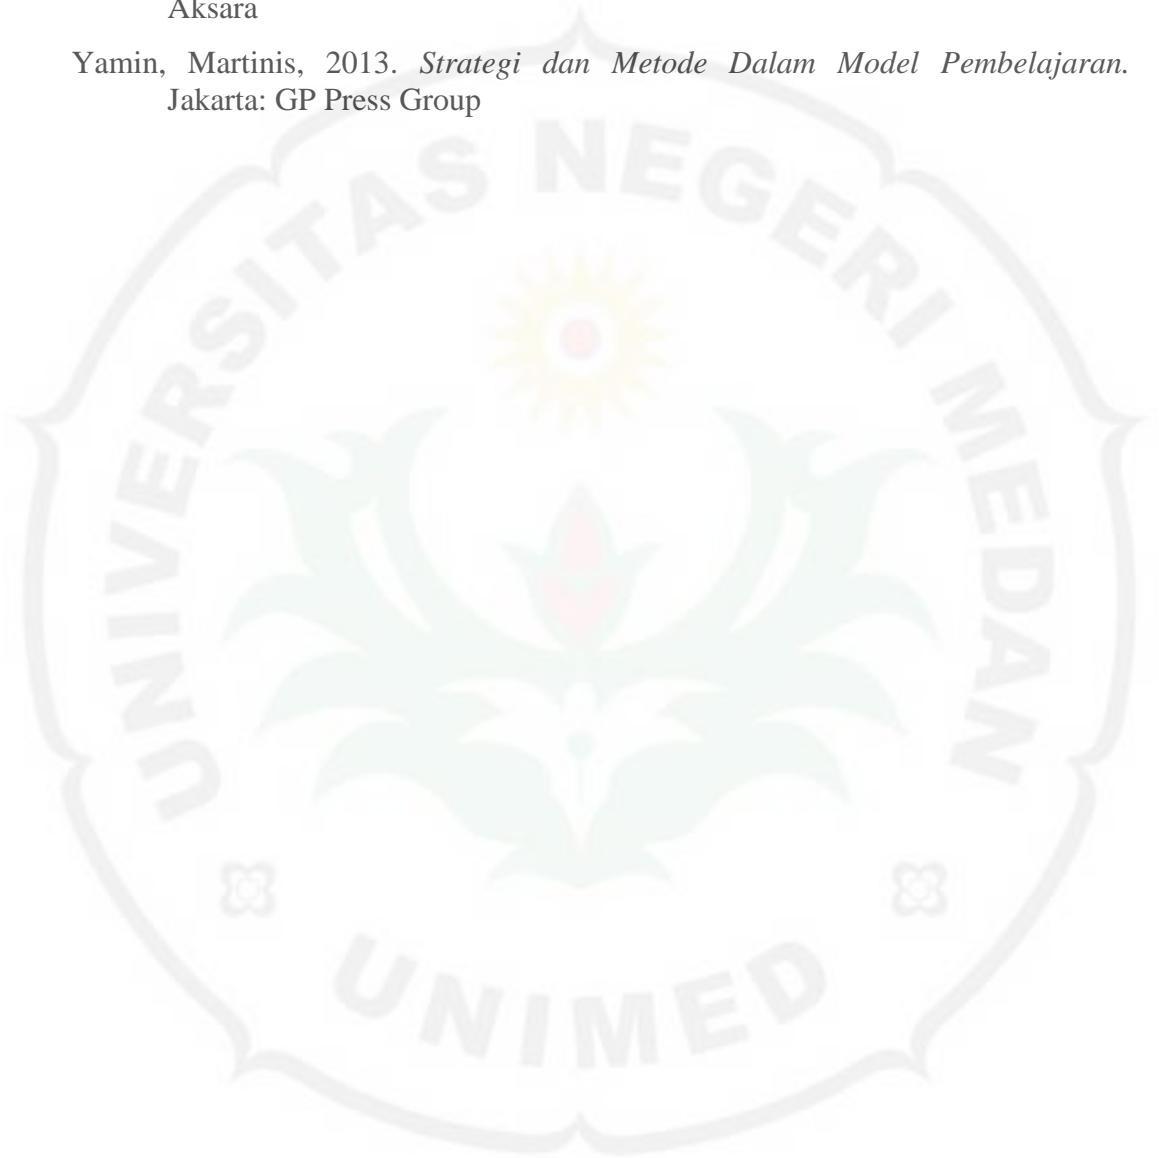 Aksara
Yamin, Martinis, 2013. Strategi dan Metode Dalam Model Pembelajaran.
Jakarta: GP Press Group
UNIVERSITAS NEGERI MEDAN
UNIMED